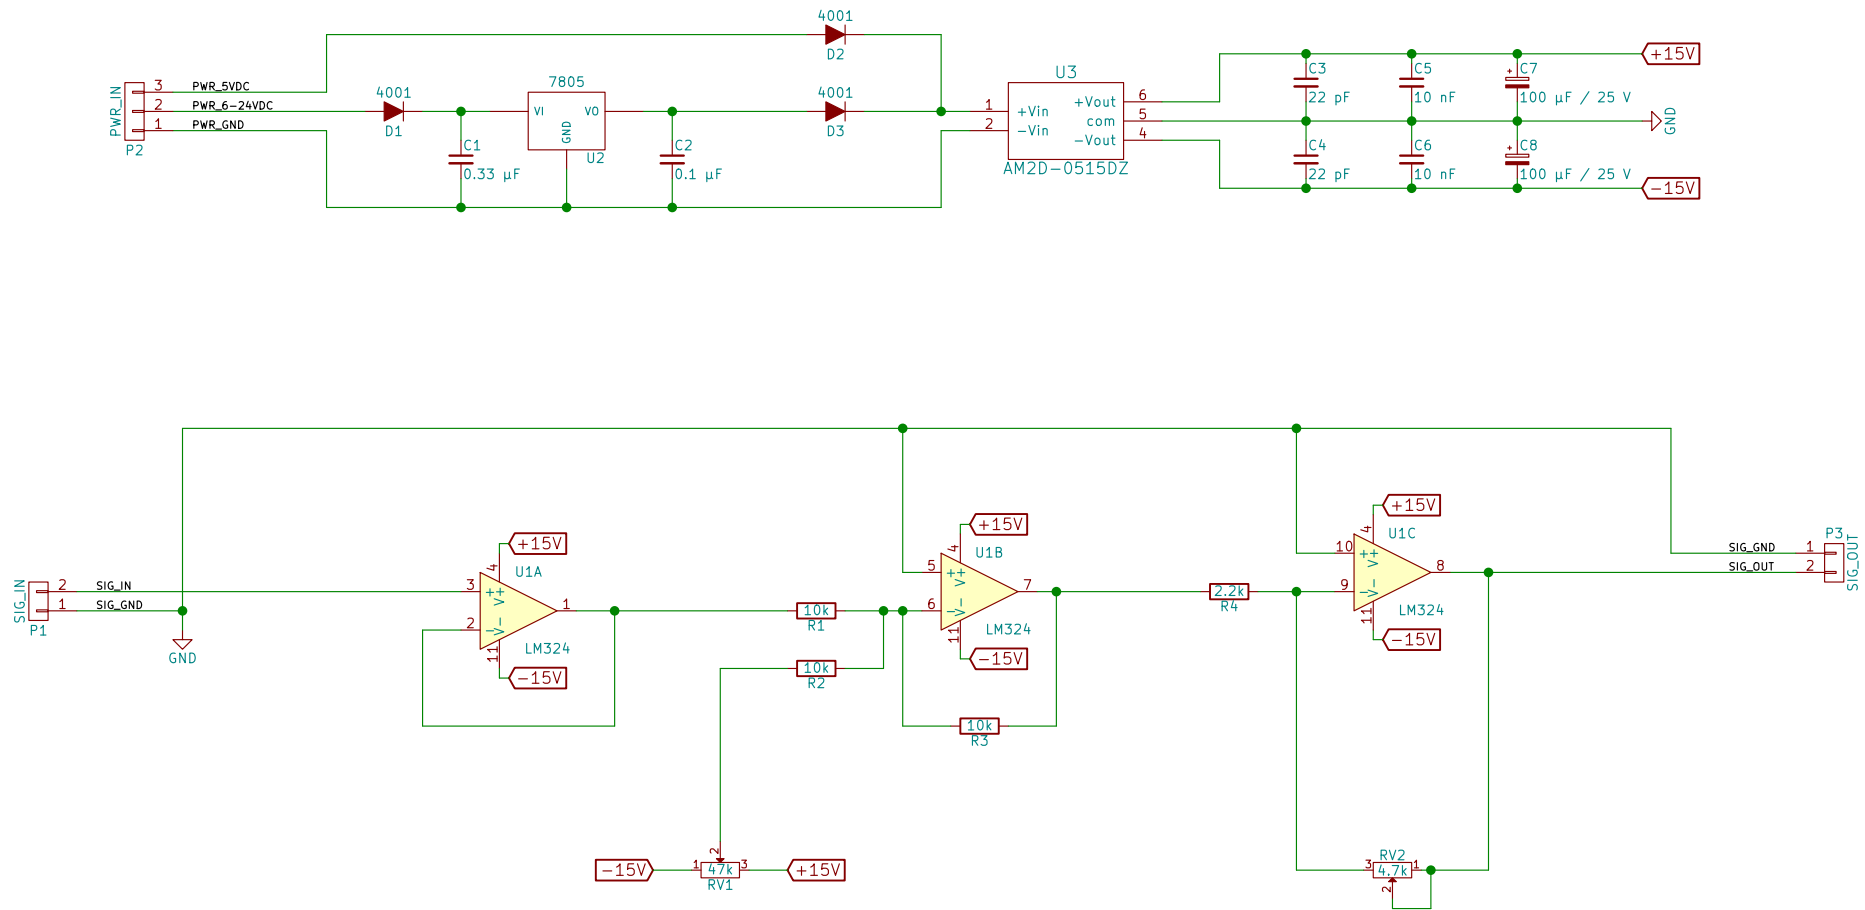 4001
D2
PWR_IN
3
2
1
P2
PWR_5VDC
PWR_6-24VDC
PWR_GND
4001
D1
C1
0.33 µF
7805
VI
VO
GND
U2
C2
0.1 µF
4001
D3
U3
1
2
+Vin
-Vin
+Vout
com
-Vout
6
5
4
AM2D-0515DZ
C3
22 pF
C5
10 nF
+
C7
100 µF / 25 V
+15V
GND
C4
22 pF
C6
10 nF
+
C8
100 µF / 25 V
-15V
SIG_IN
2
1
P1
SIG_IN
SIG_GND
GND
+15V
4
U1A
3
2
+
-
V+
V-
1
11
LM324
-15V
10k
R1
10k
R2
+15V
4
U1B
5
6
+
-
V+
V-
7
11
LM324
-15V
10k
R3
2.2k
R4
+15V
4
U1C
10
9
+
-
V+
V-
8
11
LM324
-15V
P3
SIG_GND
SIG_OUT
1
2
SIG_OUT
-15V
1
2
3
47k
RV1
+15V
RV2
3
1
4.7k
2